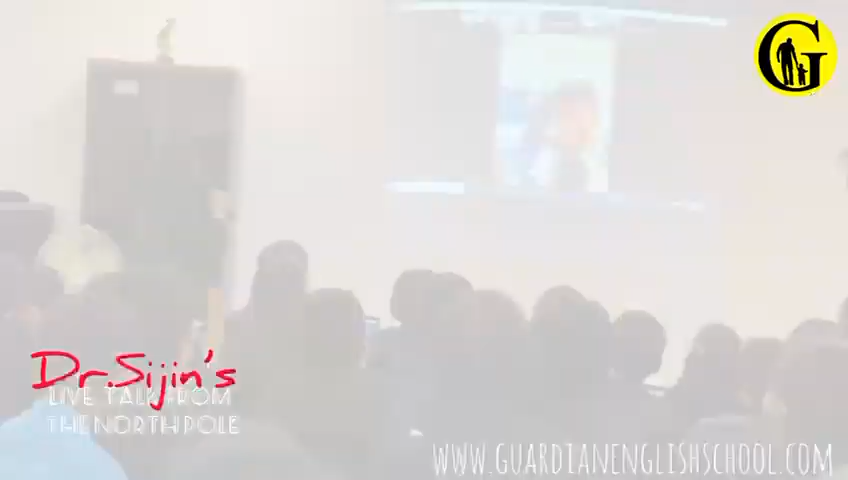 G
Dr.Sijin's
LIVE TALK FROM
THE NORTH POLE
WWW.GUARDIANENGLISHSCHOOL.COM